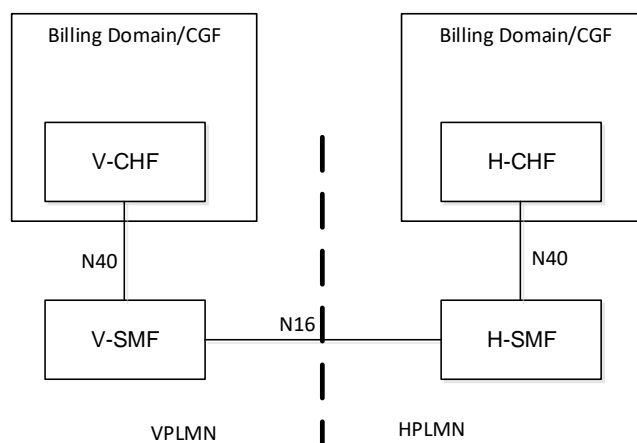 Billing Domain/CGF
Billing Domain/CGF
V-CHF
H-CHF
N40
N40
N16
V-SMF
H-SMF
VPLMN
HPLMN